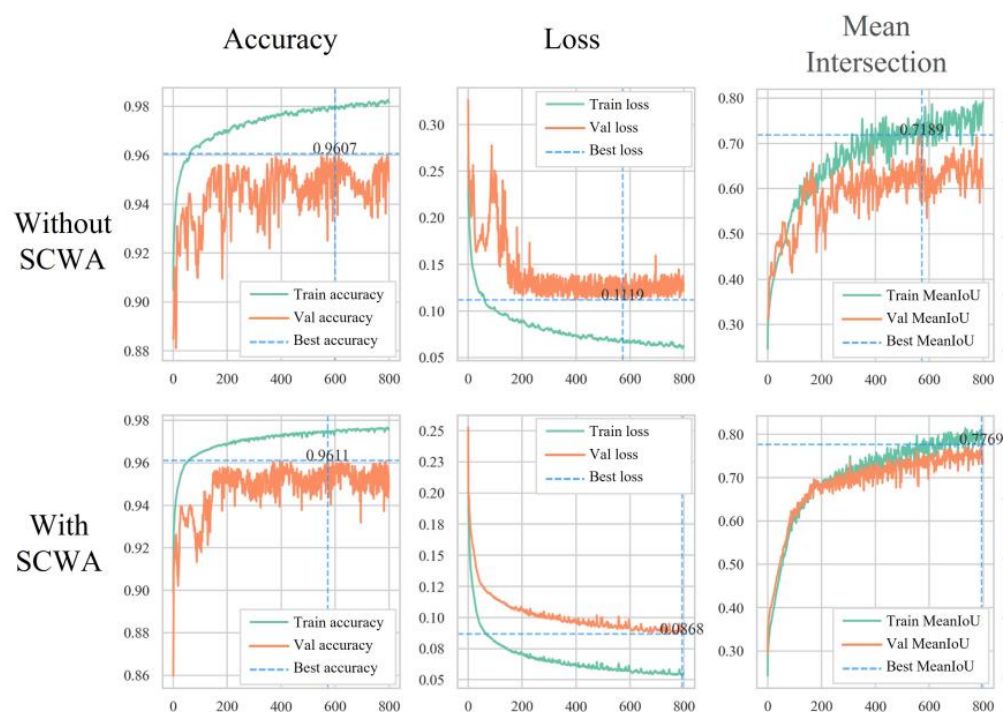 Accuracy
Loss
Mean
Intersection
Without
SCWA
0.98
0.96
0.94
0.92
0.90
0.88
0.9607
Train accuracy
Val accuracy
Best accuracy
0 200 400 600 800
0.30
0.25
0.20
0.15
0.10
0.05
Train loss
Val loss
Best loss
0.1119
0 200 400 600 800
0.80
0.70
0.60
0.50
0.40
0.30
0.7189
Train MeanIoU
Val MeanIoU
Best MeanIoU
0 200 400 600 800
With
SCWA
0.98
0.96
0.94
0.92
0.90
0.88
0.86
0.9611
Train accuracy
Val accuracy
Best accuracy
0 200 400 600 800
0.25
0.23
0.20
0.17
0.15
0.13
0.10
0.08
0.05
Train loss
Val loss
Best loss
0.0868
0 200 400 600 800
0.80
0.70
0.60
0.50
0.40
0.30
0.7769
Train MeanIoU
Val MeanIoU
Best MeanIoU
0 200 400 600 800